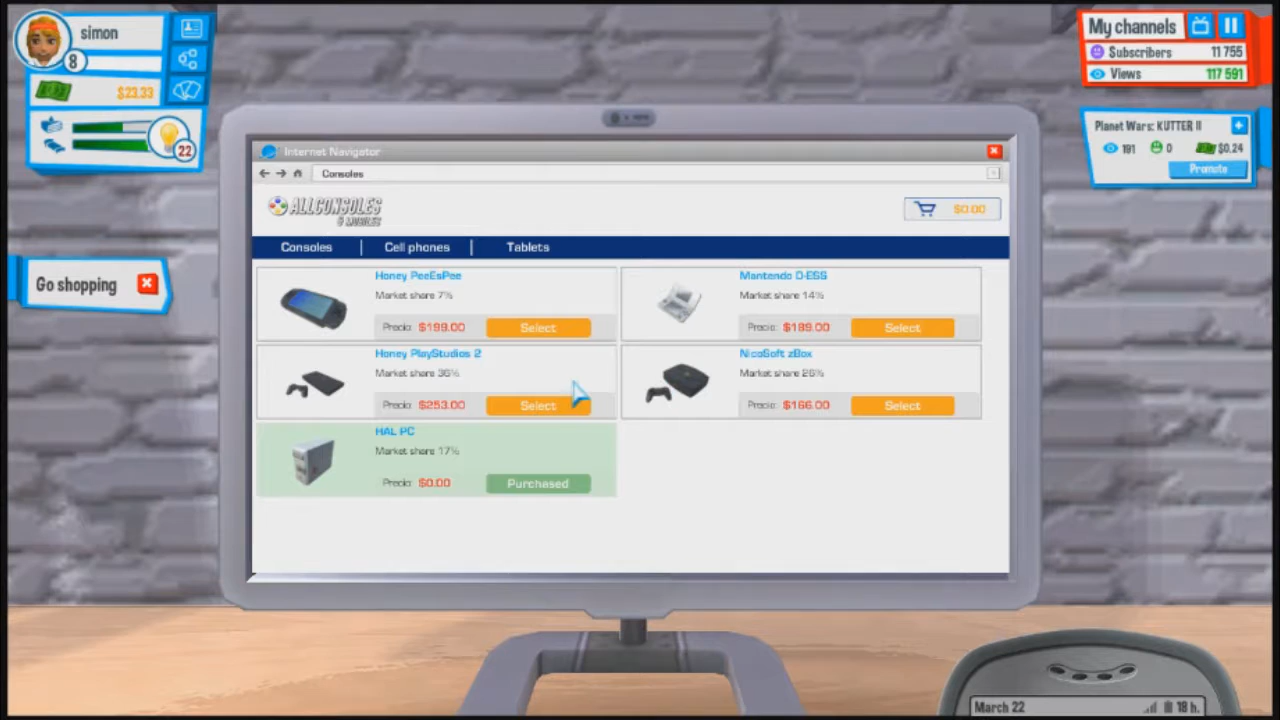 simon
8
$23.33
22
My channels
Subscribers 11 755
Views 117 591
Planet Wars: KUTTER II
191 0 $0.24
Promote
Go shopping
Internet Navigator
Consoles
ALLCONSOLES
& MOBILES
$0.00
Consoles | Cell phones | Tablets
Honey PeeEsPee
Market share 7%
Precio: $199.00 Select
Mantendo D-ESS
Market share 14%
Precio: $189.00 Select
Honey PlayStudios 2
Market share 36%
Precio: $253.00 Select
NicoSoft zBox
Market share 26%
Precio: $166.00 Select
HAL PC
Market share 17%
Precio: $0.00 Purchased
March 22 18 h.